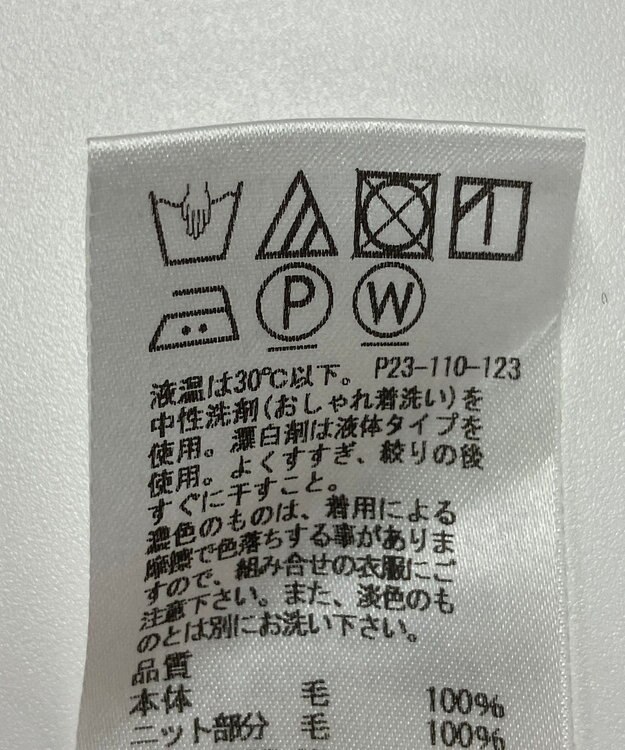 P W
P23-110-123
液温は30℃以下。
中性洗剤(おしゃれ着洗い)を
使用。漂白剤は液体タイプを
使用。よくすすぎ、絞りの後
すぐに干すこと。
濃色のものは、着用による
摩擦で色落ちする事がありま
すので、組み合せの衣服にご
注意下さい。また、淡色のも
のとは別にお洗い下さい。
品質
本体 毛 100%
ニット部分 毛 100%